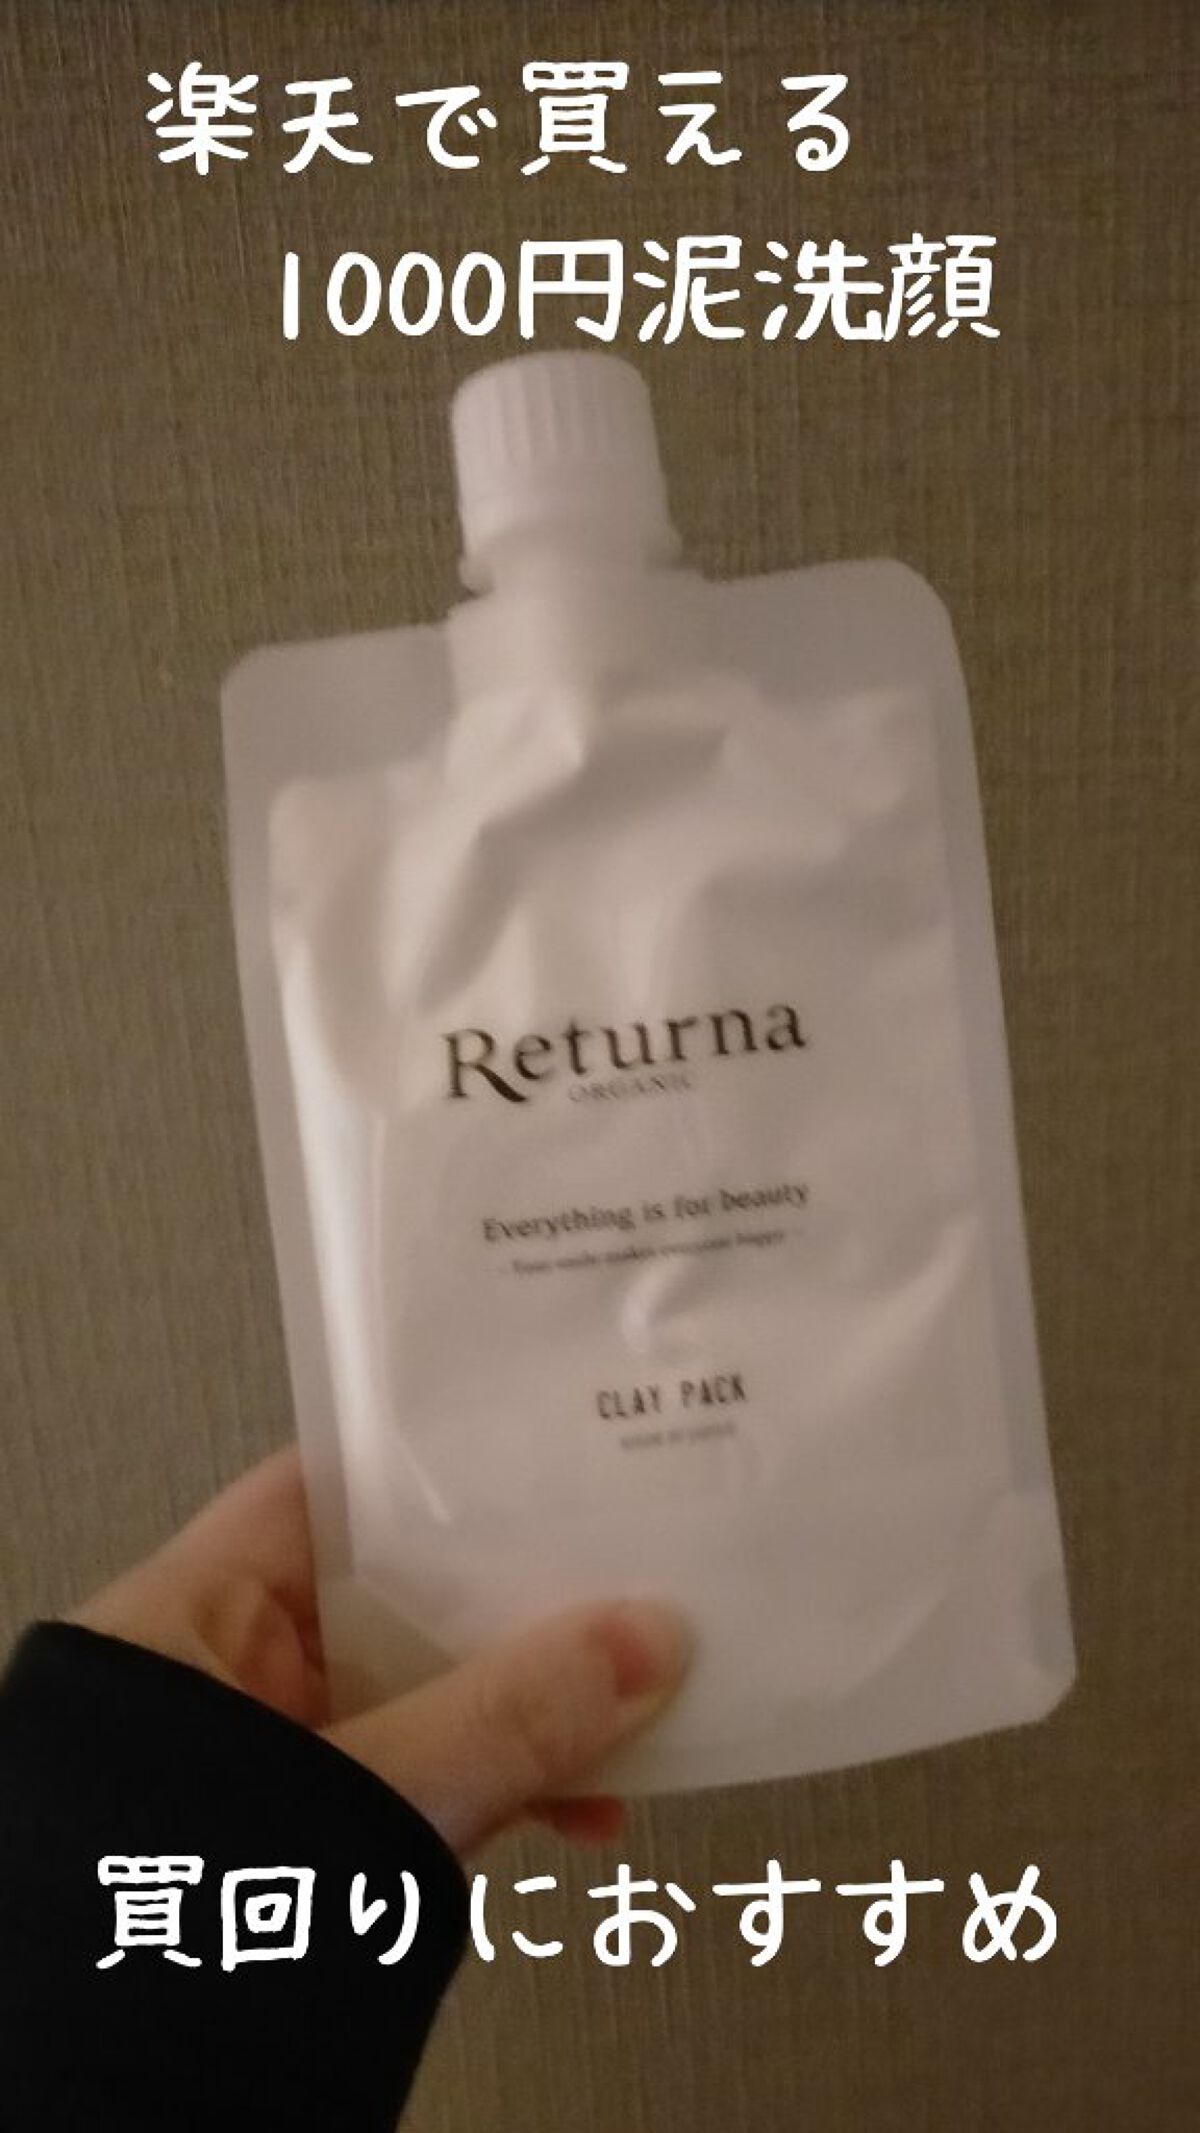 楽天で買える
1000円泥洗顔
Returna
ORGANIC
Everything is for beauty
CLAY PACK
買回りにおすすめ